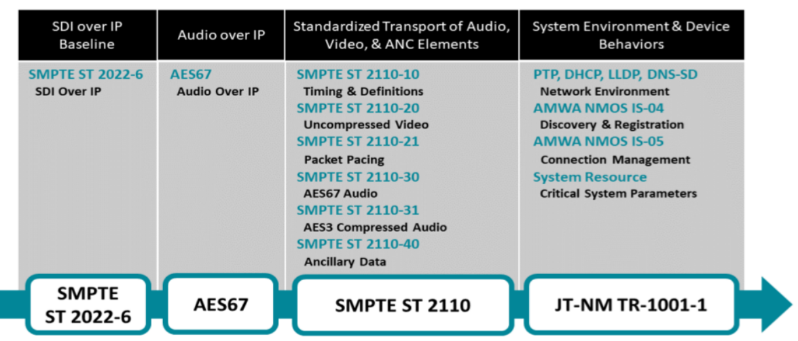 SDI over IP
Baseline
Audio over IP
Standardized Transport of Audio,
Video, & ANC Elements
System Environment & Device
Behaviors
SMPTE ST 2022-6
SDI Over IP
AES67
Audio Over IP
SMPTE ST 2110-10
Timing & Definitions
SMPTE ST 2110-20
Uncompressed Video
SMPTE ST 2110-21
Packet Pacing
SMPTE ST 2110-30
AES67 Audio
SMPTE ST 2110-31
AES3 Compressed Audio
SMPTE ST 2110-40
Ancillary Data
PTP, DHCP, LLDP, DNS-SD
Network Environment
AMWA NMOS IS-04
Discovery & Registration
AMWA NMOS IS-05
Connection Management
System Resource
Critical System Parameters
SMPTE
ST 2022-6
AES67
SMPTE ST 2110
JT-NM TR-1001-1